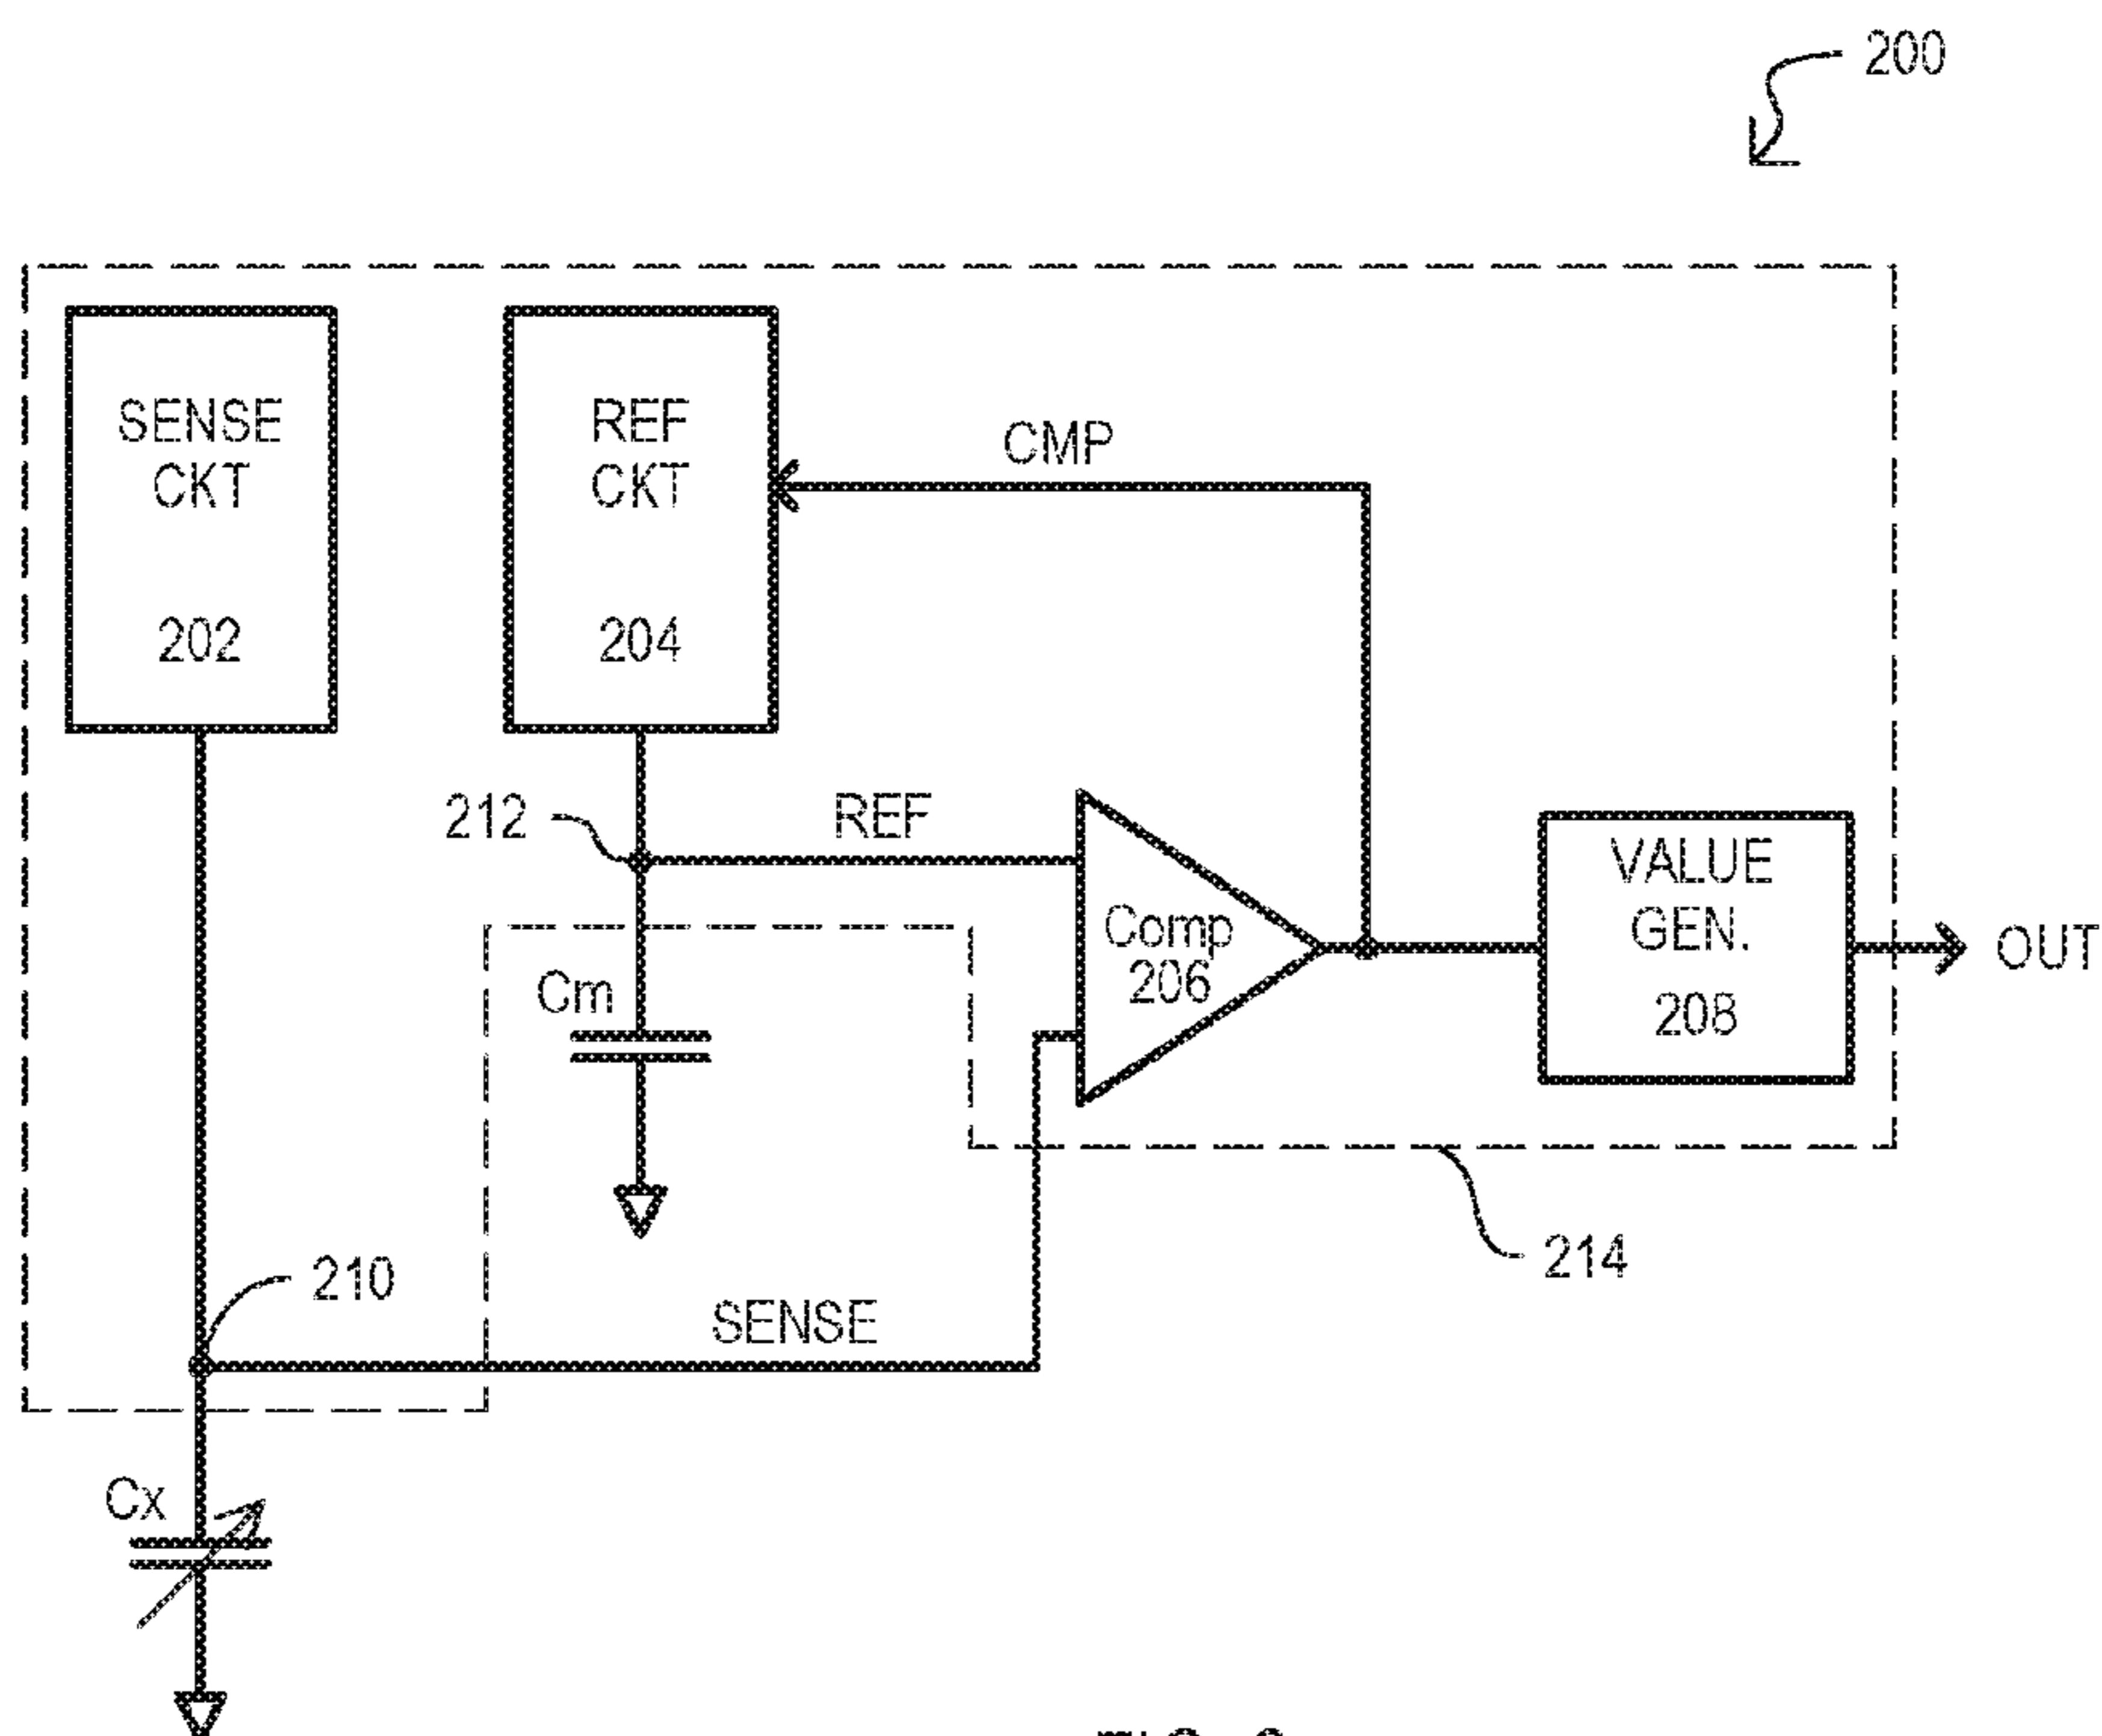 200
SENSE
CKT
202
REF
CKT
204
CMP
212
REF
Comp
206
VALUE
GEN.
208
OUT
Cm
210
SENSE
214
Cx